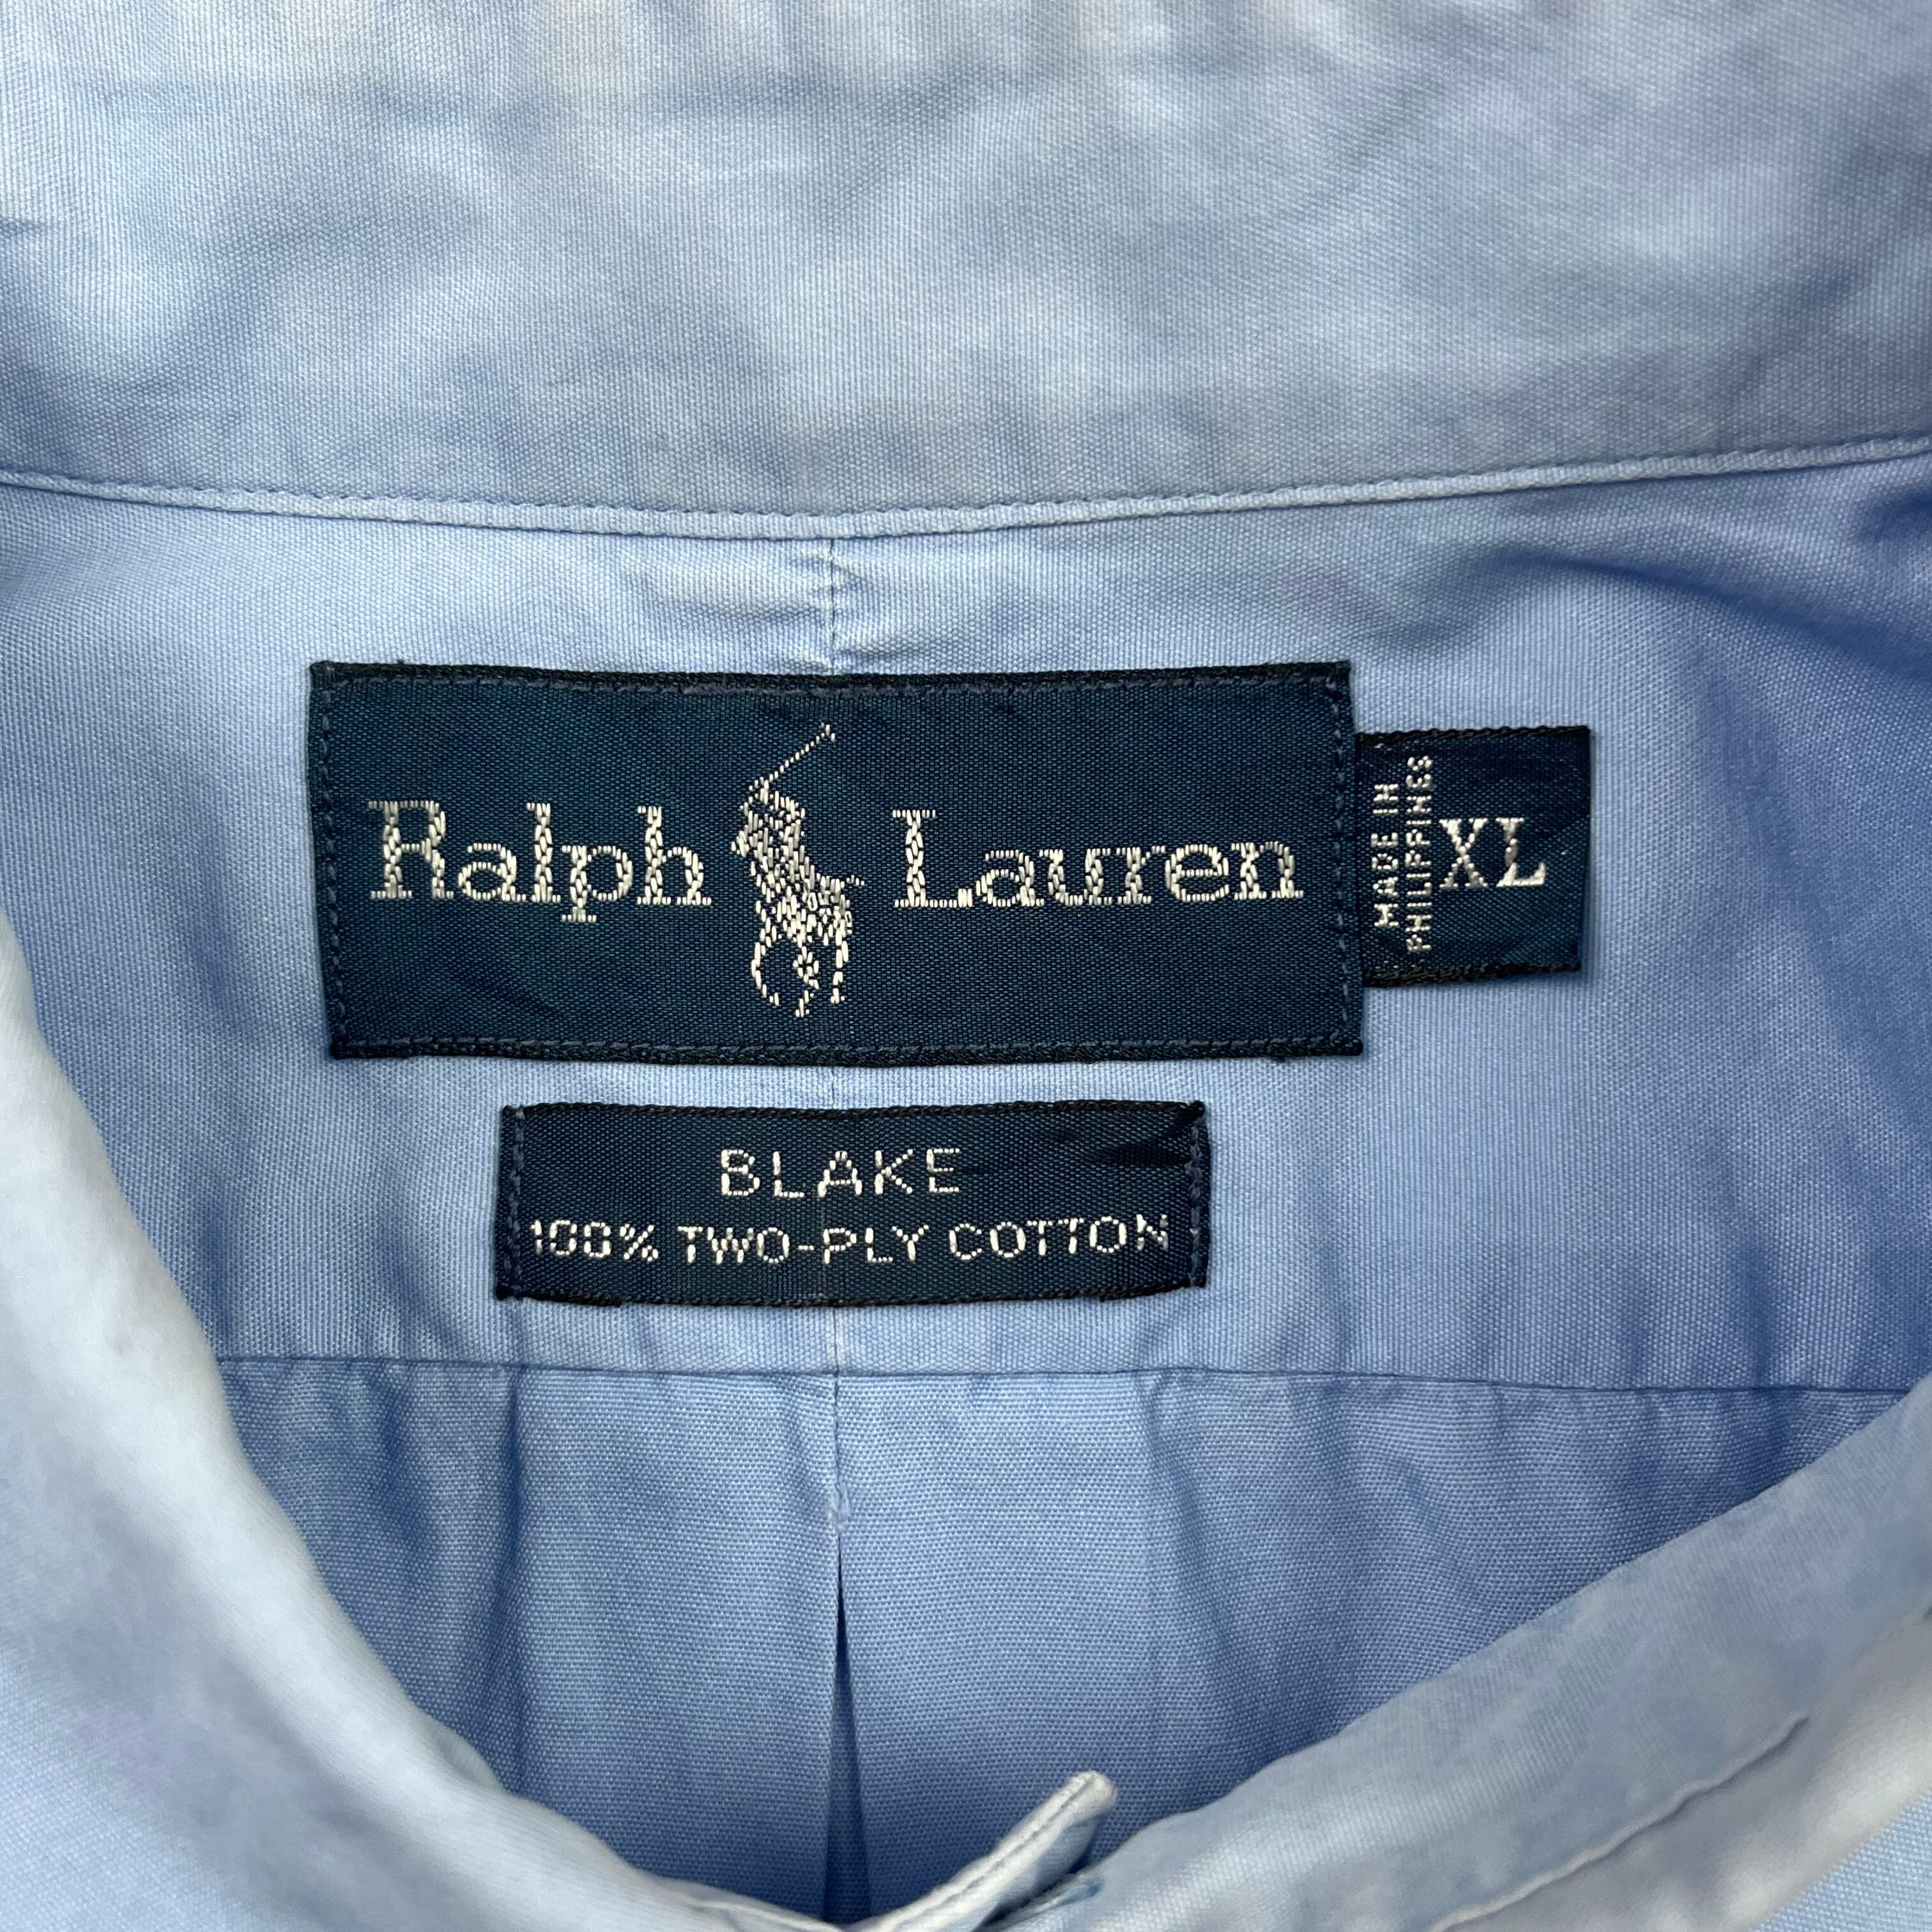 Ralph Lauren
MADE IN
PHILIPPINES
XL
BLAKE
100% TWO-PLY COTTON